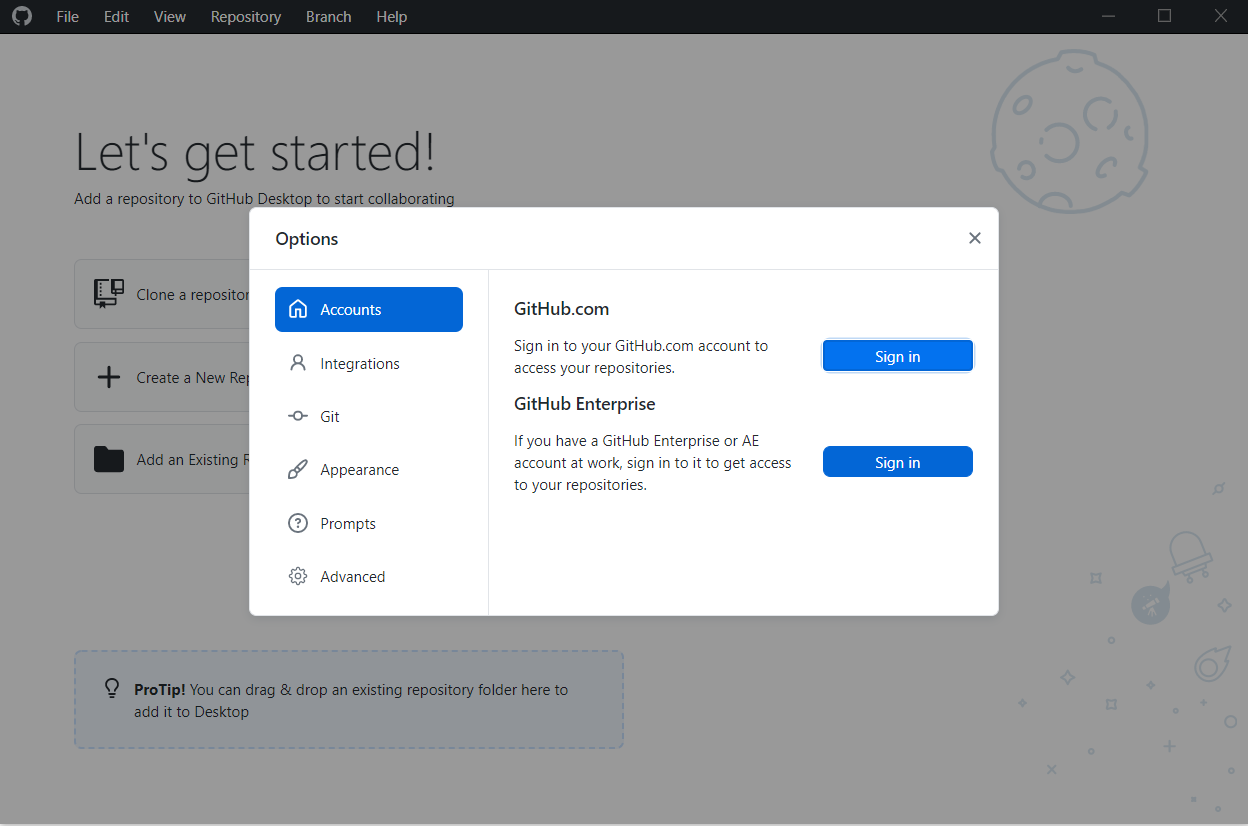 File Edit View Repository Branch Help
Let's get started!
Add a repository to GitHub Desktop to start collaborating
Clone a repositor
Create a New Rep
Add an Existing R
Options
Accounts
Integrations
Git
Appearance
Prompts
Advanced
GitHub.com
Sign in to your GitHub.com account to
access your repositories.
Sign in
GitHub Enterprise
If you have a GitHub Enterprise or AE
account at work, sign in to it to get access
to your repositories.
Sign in
ProTip! You can drag & drop an existing repository folder here to
add it to Desktop